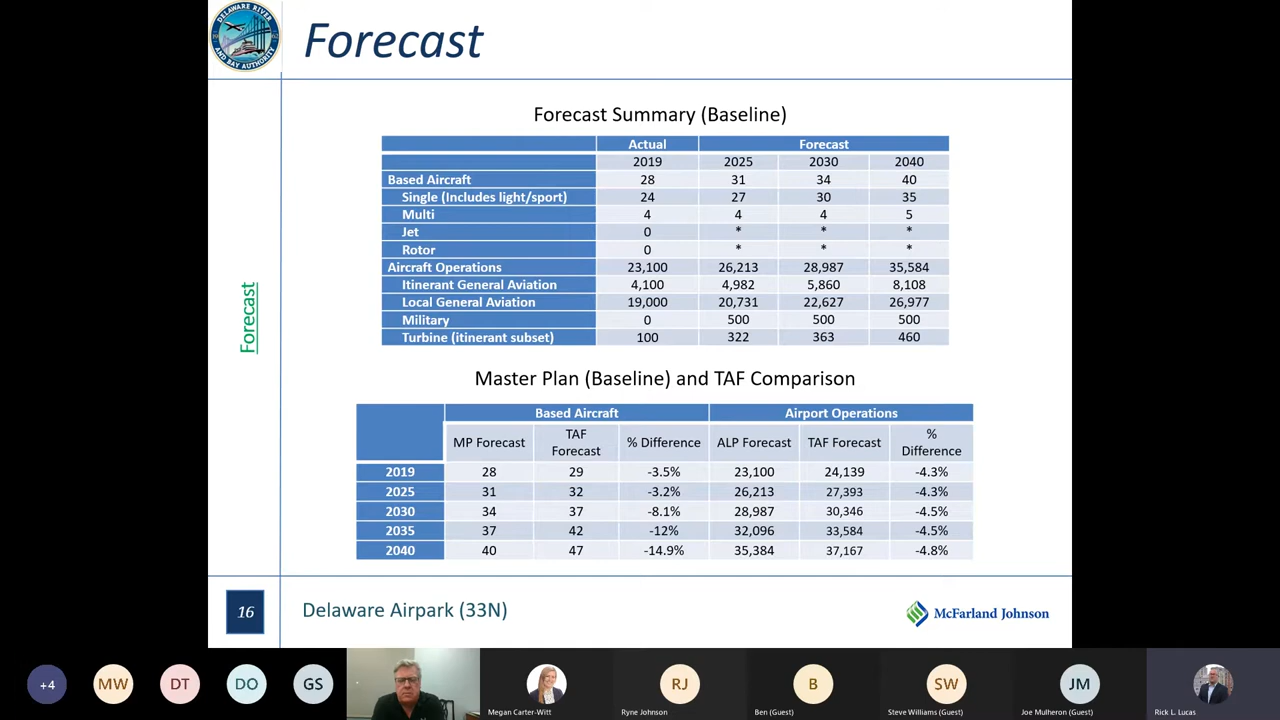 DELAWARE RIVER
AND BAY AUTHORITY
Forecast
Forecast
Forecast Summary (Baseline)
Actual Forecast
2019 2025 2030 2040
Based Aircraft 28 31 34 40
Single (Includes light/sport) 24 27 30 35
Multi 4 4 4 5
Jet 0 * * *
Rotor 0 * * *
Aircraft Operations 23,100 26,213 28,987 35,584
Itinerant General Aviation 4,100 4,982 5,860 8,108
Local General Aviation 19,000 20,731 22,627 26,977
Military 0 500 500 500
Turbine (itinerant subset) 100 322 363 460
Master Plan (Baseline) and TAF Comparison
Based Aircraft Airport Operations
MP Forecast TAF Forecast % Difference ALP Forecast TAF Forecast % Difference
2019 28 29 -3.5% 23,100 24,139 -4.3%
2025 31 32 -3.2% 26,213 27,393 -4.3%
2030 34 37 -8.1% 28,987 30,346 -4.5%
2035 37 42 -12% 32,096 33,584 -4.5%
2040 40 47 -14.9% 35,384 37,167 -4.8%
16 Delaware Airpark (33N) McFarland Johnson
+4 MW DT DO GS RJ B SW JM
Megan Carter-Witt Ryne Johnson Ben (Guest) Steve Williams (Guest) Joe Mulheron (Guest) Rick L. Lucas